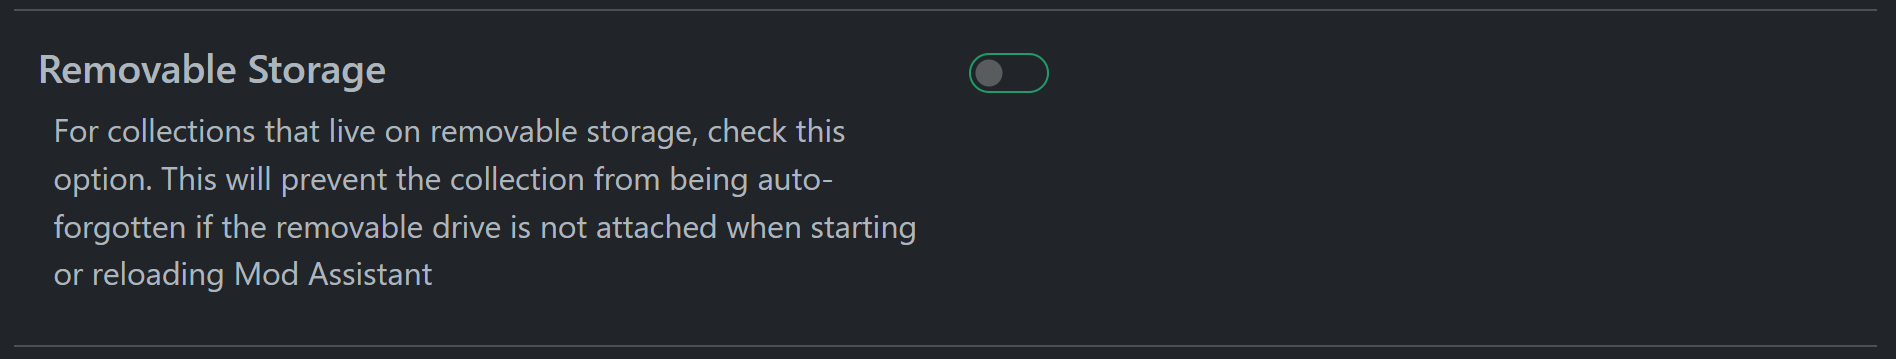 Removable Storage
For collections that live on removable storage, check this
option. This will prevent the collection from being auto-
forgotten if the removable drive is not attached when starting
or reloading Mod Assistant